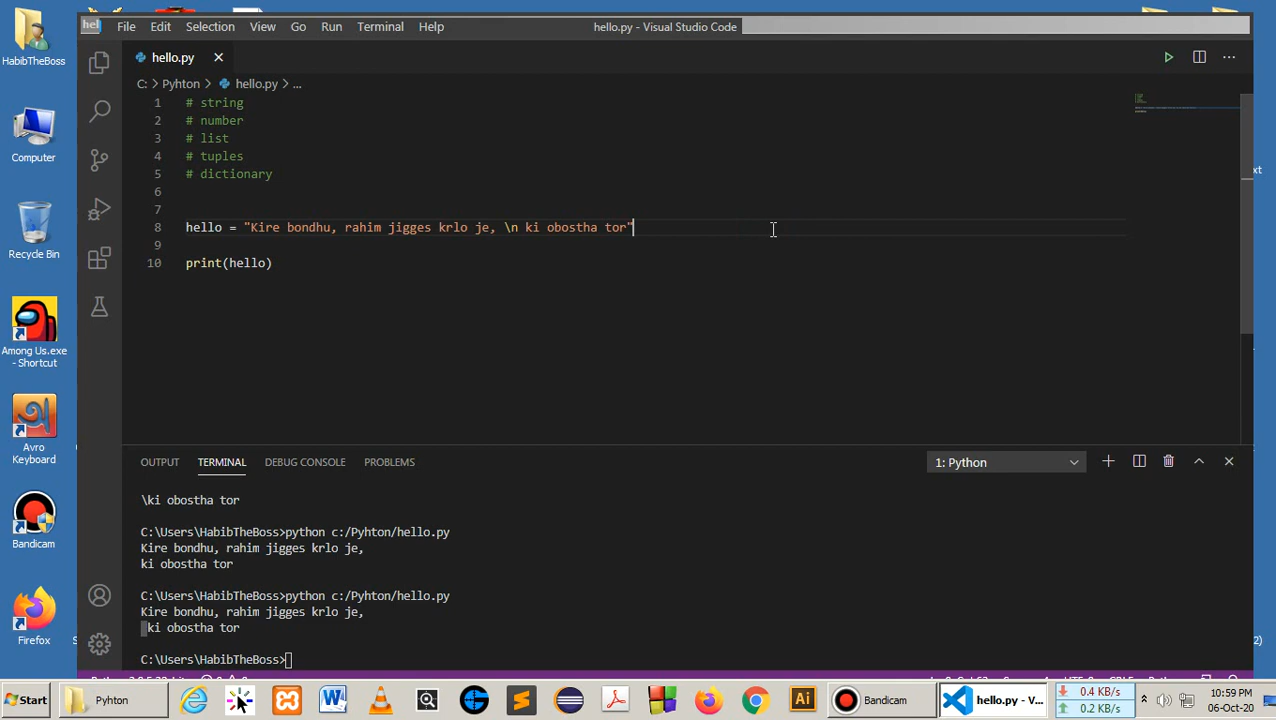 HabibTheBoss
Computer
Recycle Bin
Among Us.exe
- Shortcut
Avro
Keyboard
Bandicam
Firefox
hel
File Edit Selection View Go Run Terminal Help
hello.py - Visual Studio Code
hello.py
C: > Pyhton > hello.py > ...
1 # string
2 # number
3 # list
4 # tuples
5 # dictionary
6
7
8 hello = "Kire bondhu, rahim jigges krlo je, \n ki obostha tor"
9
10 print(hello)
OUTPUT TERMINAL DEBUG CONSOLE PROBLEMS
1: Python
\ki obostha tor
C:\Users\HabibTheBoss>python c:/Pyhton/hello.py
Kire bondhu, rahim jigges krlo je,
ki obostha tor
C:\Users\HabibTheBoss>python c:/Pyhton/hello.py
Kire bondhu, rahim jigges krlo je,
ki obostha tor
C:\Users\HabibTheBoss>
Start
Pyhton
Bandicam
hello.py - V...
0.4 KB/s
0.2 KB/s
10:59 PM
06-Oct-20